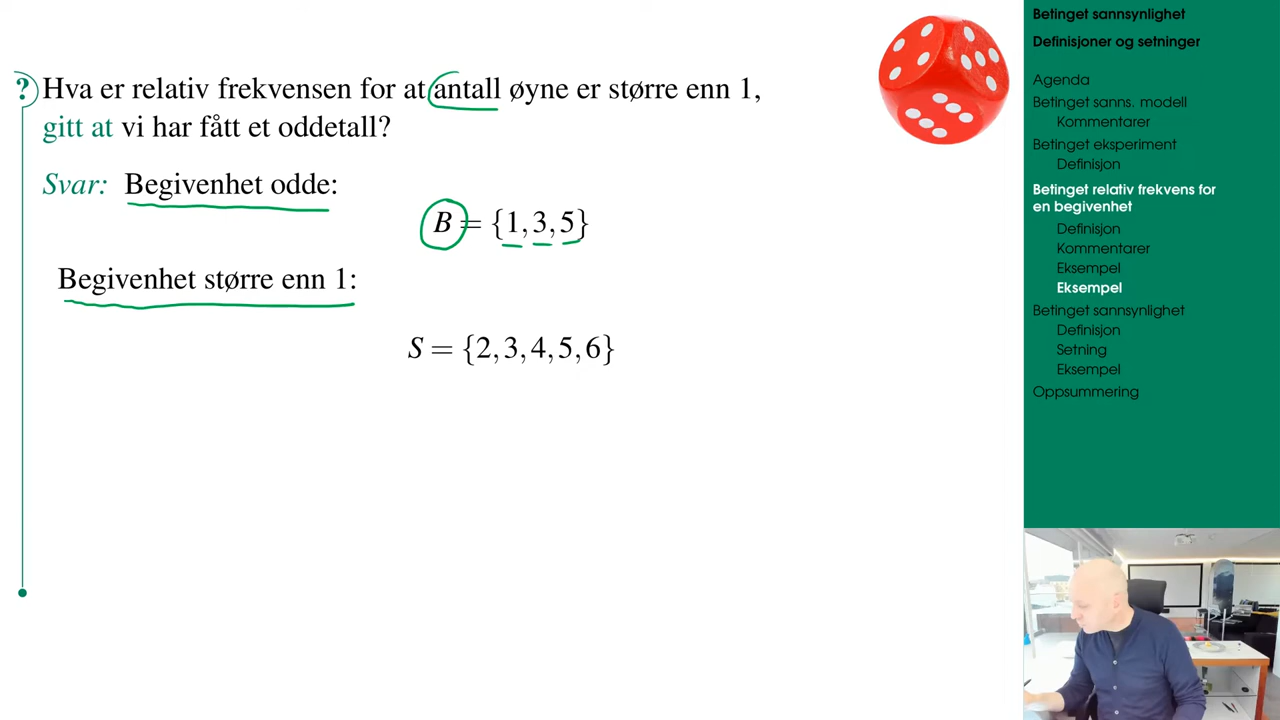 ? Hva er relativ frekvensen for at antall øyne er større enn 1,
gitt at vi har fått et oddetall?
Svar: Begivenhet odde:
B = {1, 3, 5}
Begivenhet større enn 1:
S = {2, 3, 4, 5, 6}
Betinget sannsynlighet
Definisjoner og setninger
Agenda
Betinget sanns. modell
Kommentarer
Betinget eksperiment
Definisjon
Betinget relativ frekvens for
en begivenhet
Definisjon
Kommentarer
Eksempel
Eksempel
Betinget sannsynlighet
Definisjon
Setning
Eksempel
Oppsummering